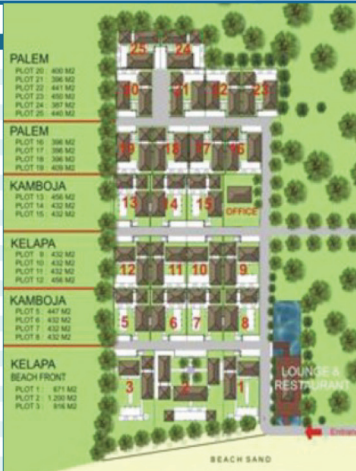 PALEM
PLOT 20 : 400 M2
PLOT 21 : 396 M2
PLOT 22 : 441 M2
PLOT 23 : 450 M2
PLOT 24 : 387 M2
PLOT 25 : 440 M2
PALEM
PLOT 16 : 396 M2
PLOT 17 : 396 M2
PLOT 18 : 396 M2
PLOT 19 : 409 M2
KAMBOJA
PLOT 13 : 456 M2
PLOT 14 : 432 M2
PLOT 15 : 432 M2
KELAPA
PLOT 9 : 432 M2
PLOT 10 : 432 M2
PLOT 11 : 432 M2
PLOT 12 : 456 M2
KAMBOJA
PLOT 5 : 447 M2
PLOT 6 : 432 M2
PLOT 7 : 432 M2
PLOT 8 : 432 M2
KELAPA
BEACH FRONT
PLOT 1 : 871 M2
PLOT 2 : 1.200 M2
PLOT 3 : 816 M2
25 24
20 21 22 23
19 18 17 16
13 14 15
OFFICE
12 11 10 9
5 6 7 8
3 2 1
LOUNGE &
RESTAURANT
BEACH SAND